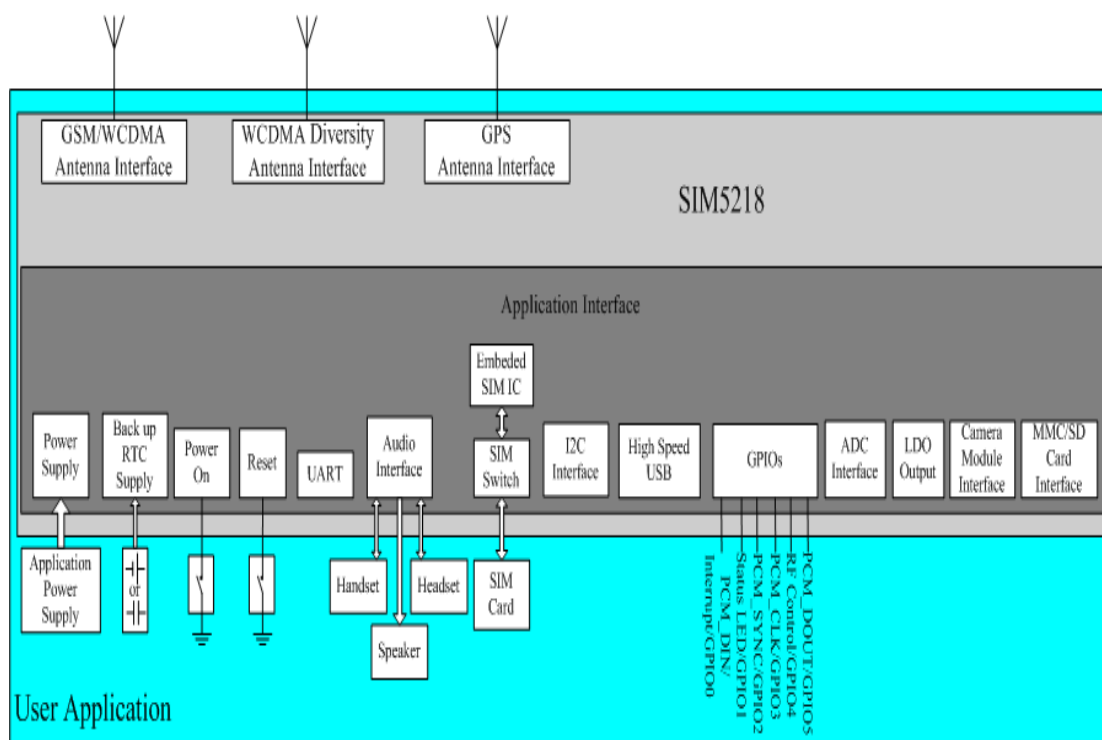 GSM/WCDMA
Antenna Interface
WCDMA Diversity
Antenna Interface
GPS
Antenna Interface
SIM5218
Application Interface
Embeded
SIM IC
Power
Supply
Back up
RTC
Supply
Power
On
Reset
UART
Audio
Interface
SIM
Switch
I2C
Interface
High Speed
USB
GPIOs
ADC
Interface
LDO
Output
Camera
Module
Interface
MMC/SD
Card
Interface
Application
Power
Supply
or
Handset
Headset
Speaker
SIM
Card
PCM_DIN/
Interrupt/GPIO0
Status LED/GPIO1
PCM_SYNC/GPIO2
PCM_CLK/GPIO3
RF Control/GPIO4
PCM_DOUT/GPIO5
User Application